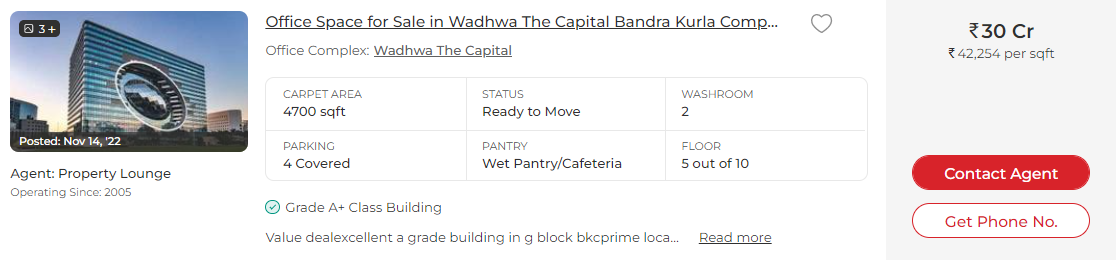 3 +
Posted: Nov 14, '22
Agent: Property Lounge
Operating Since: 2005
Office Space for Sale in Wadhwa The Capital Bandra Kurla Comp...
Office Complex: Wadhwa The Capital
CARPET AREA
4700 sqft
STATUS
Ready to Move
WASHROOM
2
PARKING
4 Covered
PANTRY
Wet Pantry/Cafeteria
FLOOR
5 out of 10
Grade A+ Class Building
Value dealexcellent a grade building in g block bkcprime loca... Read more
₹30 Cr
₹ 42,254 per sqft
Contact Agent
Get Phone No.